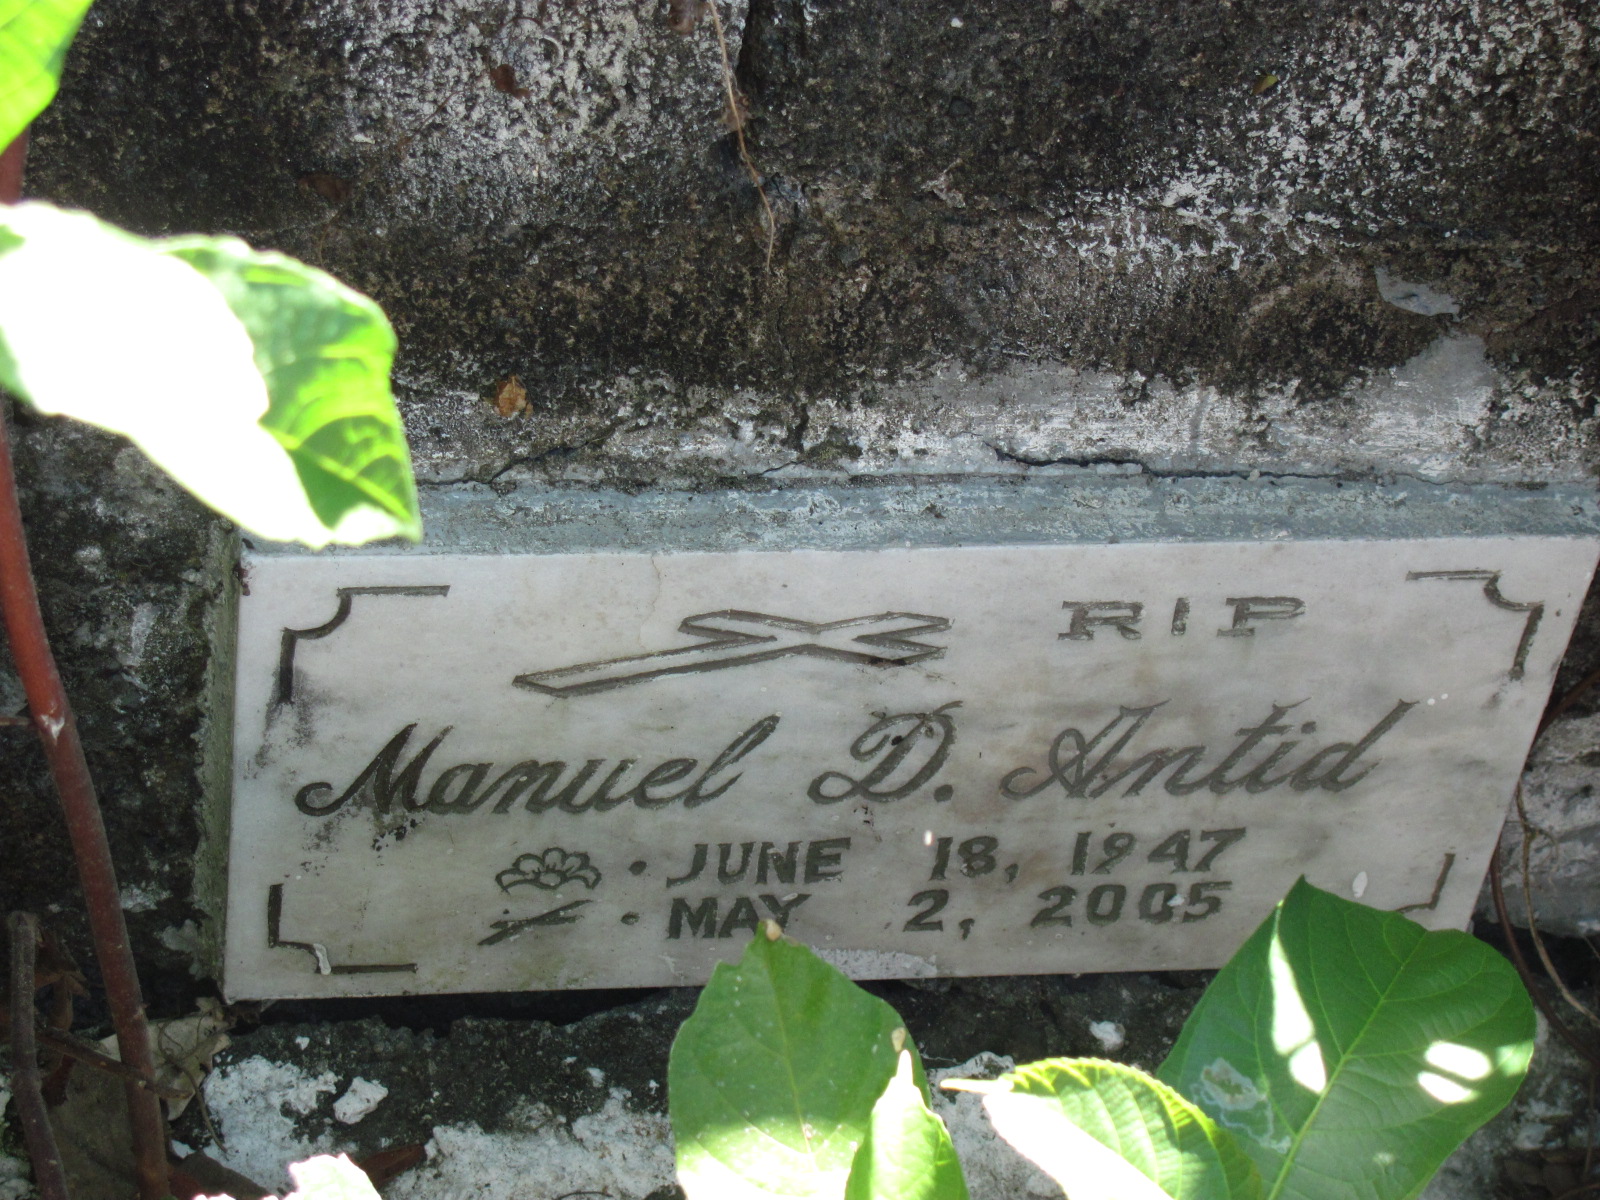 RIP
Manuel D. Antid
• JUNE 18, 1947
• MAY 2, 2005